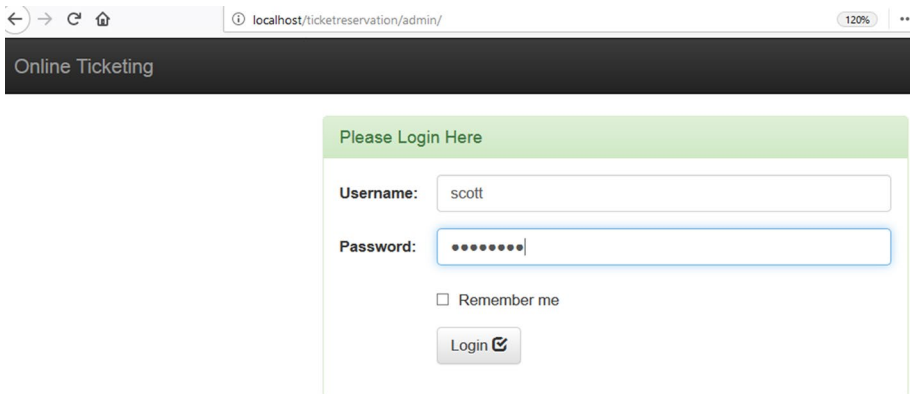 localhost/ticketreservation/admin/ 120%
Online Ticketing
Please Login Here
Username: scott
Password: ••••••••
Remember me
Login